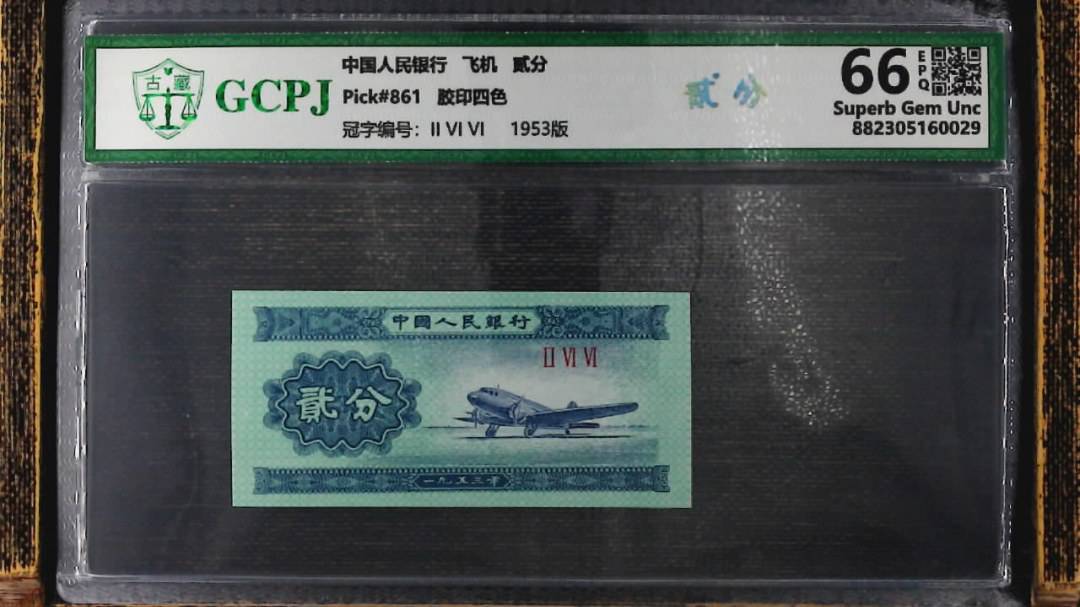 古藏
GCPJ
中国人民银行 飞机 贰分
Pick#861 胶印四色
冠字编号: II VI VI 1953版
贰分
66 EPQ
Superb Gem Unc
882305160029
中國人民銀行
II VI VI
貳分
一九五三年